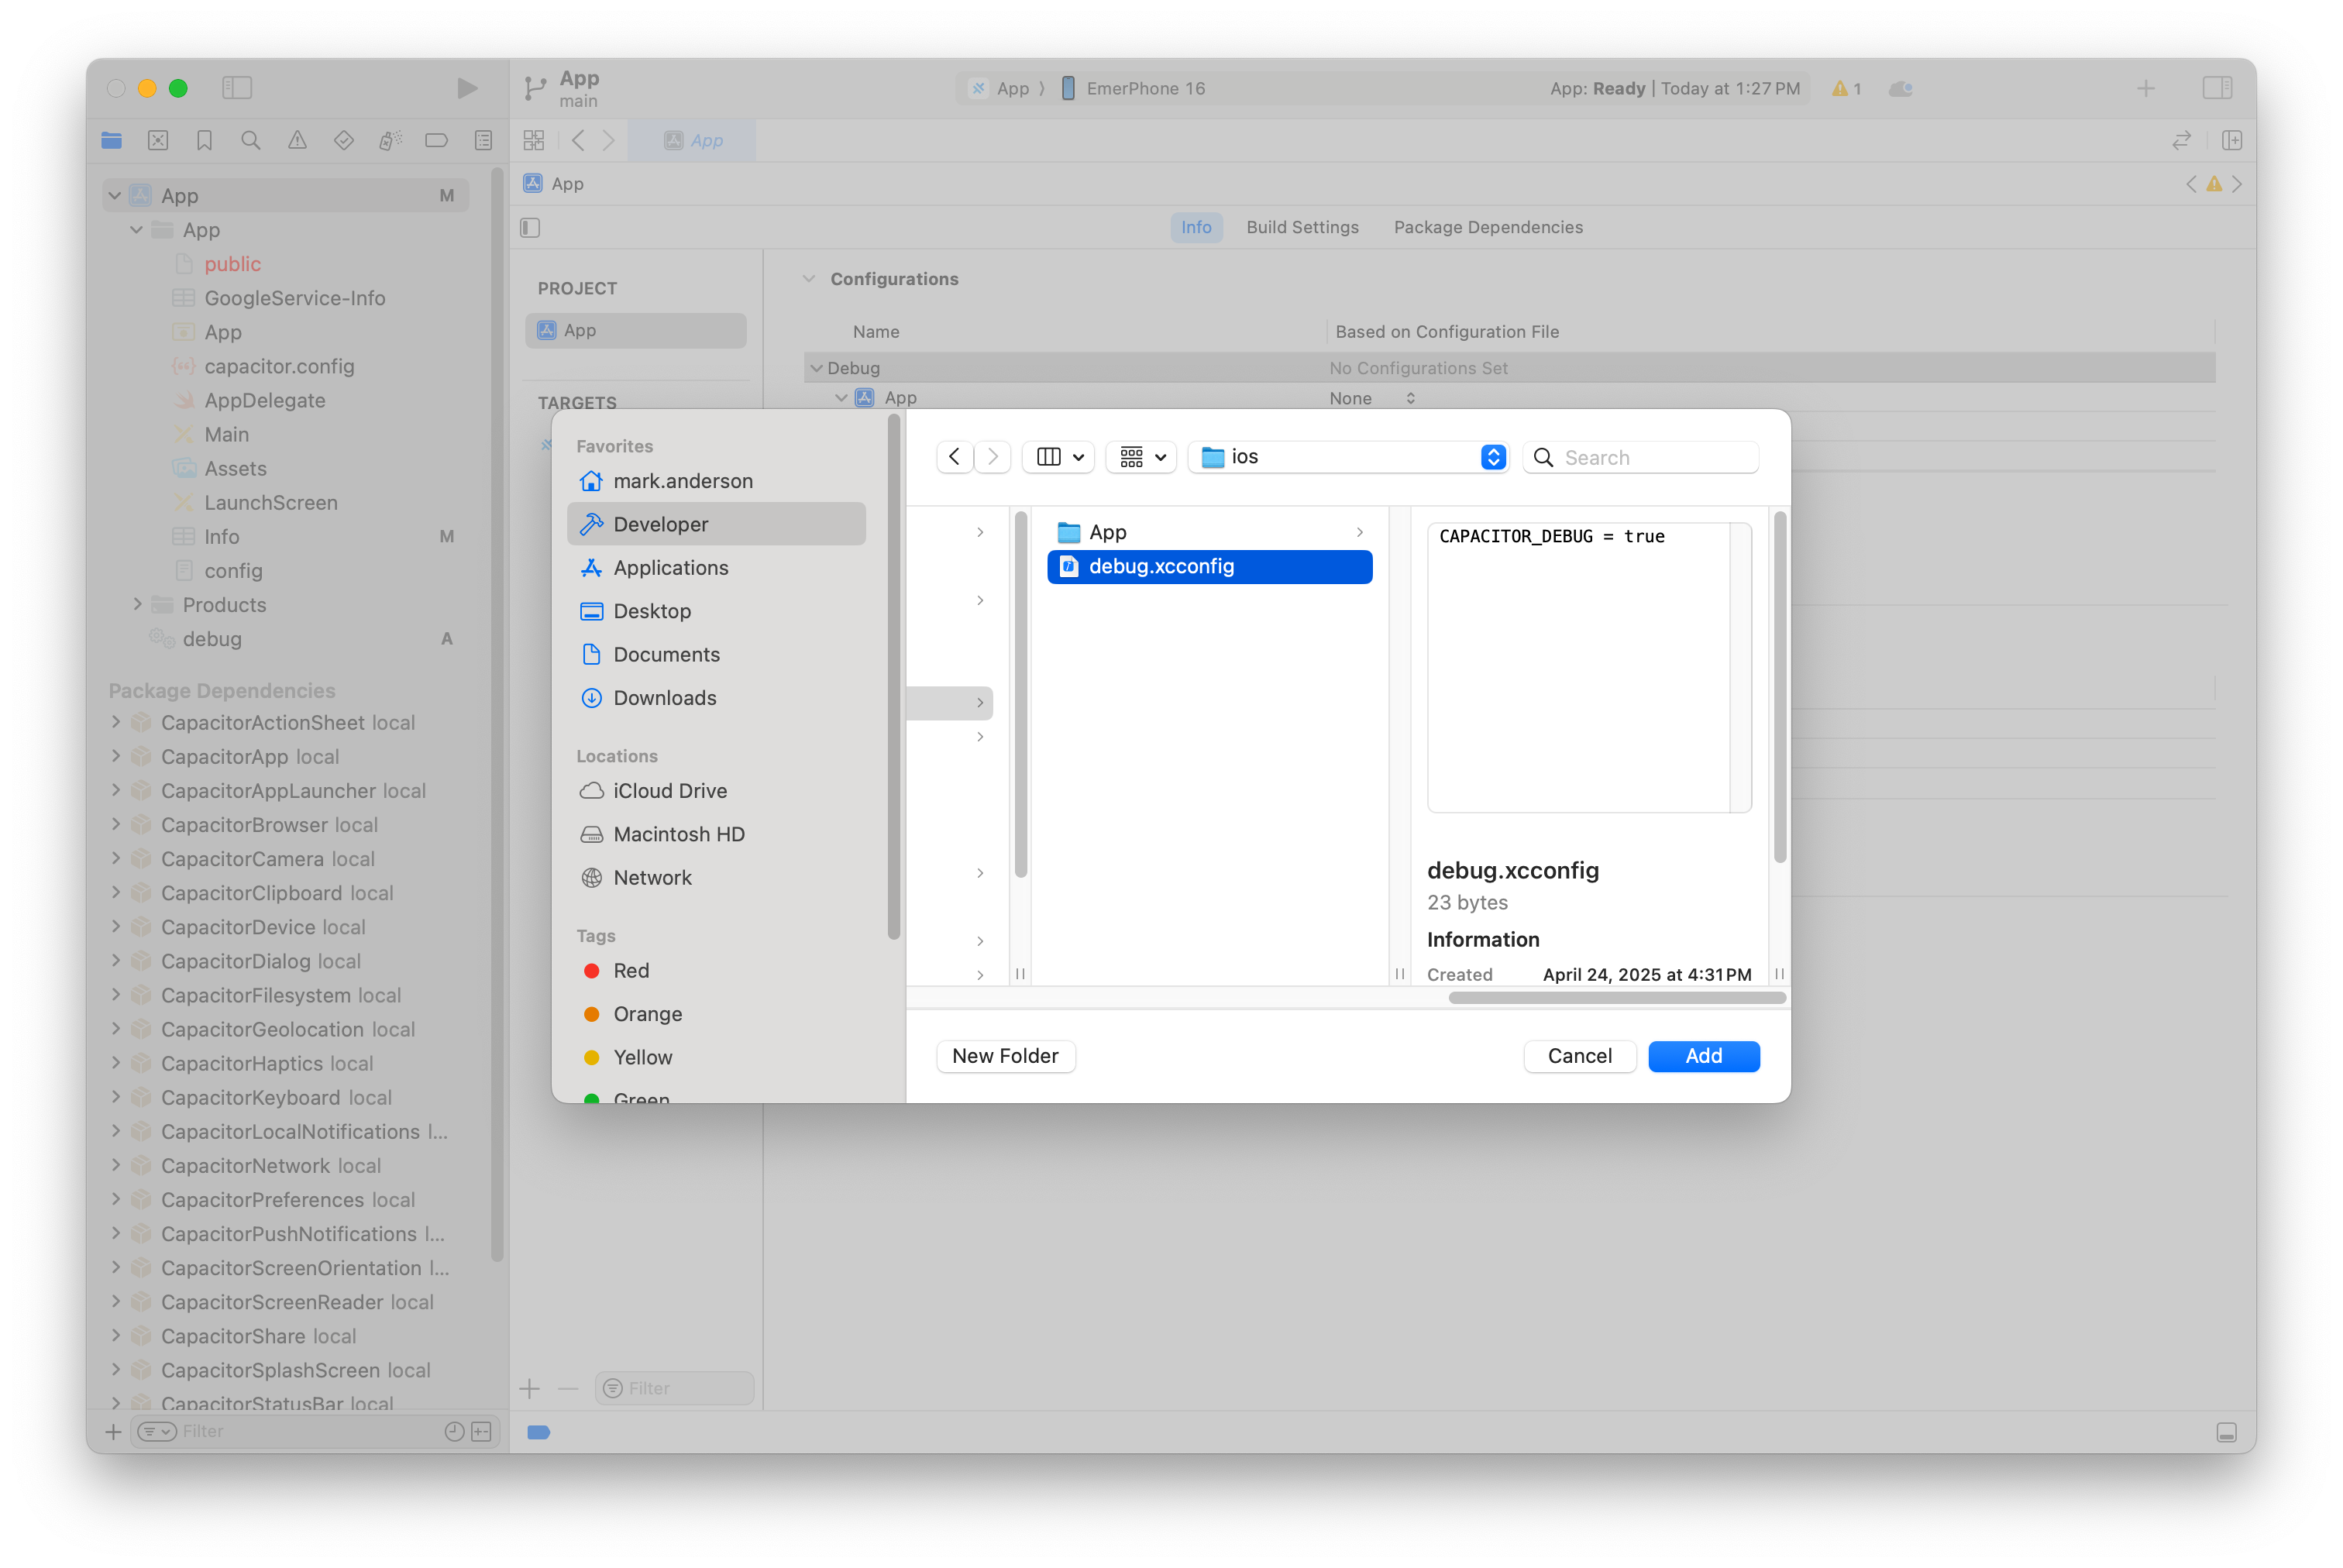 App
main
App 〉 EmerPhone 16
App: Ready | Today at 1:27 PM
1
App
App
App M
App
public
GoogleService-Info
App
capacitor.config
AppDelegate
Main
Assets
LaunchScreen
Info M
config
Products
debug A
Package Dependencies
CapacitorActionSheet local
CapacitorApp local
CapacitorAppLauncher local
CapacitorBrowser local
CapacitorCamera local
CapacitorClipboard local
CapacitorDevice local
CapacitorDialog local
CapacitorFilesystem local
CapacitorGeolocation local
CapacitorHaptics local
CapacitorKeyboard local
CapacitorLocalNotifications l...
CapacitorNetwork local
CapacitorPreferences local
CapacitorPushNotifications l...
CapacitorScreenOrientation l...
CapacitorScreenReader local
CapacitorShare local
CapacitorSplashScreen local
CapacitorStatusBar local
Filter
Info Build Settings Package Dependencies
PROJECT
App
TARGETS
Filter
Configurations
Name Based on Configuration File
Debug No Configurations Set
App None
Favorites
mark.anderson
Developer
Applications
Desktop
Documents
Downloads
Locations
iCloud Drive
Macintosh HD
Network
Tags
Red
Orange
Yellow
Green
ios
Search
App
debug.xcconfig
CAPACITOR_DEBUG = true
debug.xcconfig
23 bytes
Information
Created April 24, 2025 at 4:31 PM
New Folder
Cancel
Add